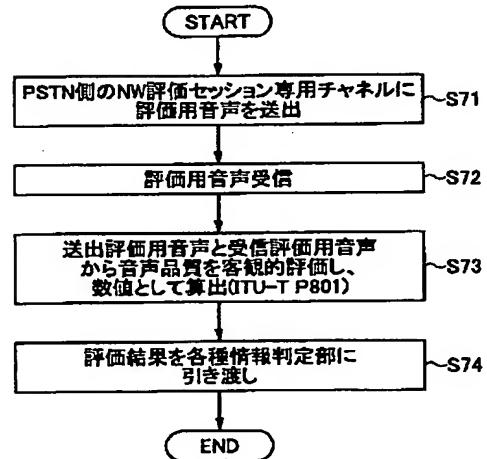 START
PSTN側のNW評価セッション専用チャネルに
評価用音声を送出
S71
評価用音声受信
S72
送出評価用音声と受信評価用音声
から音声品質を客観的評価し、
数値として算出(ITU-T P801)
S73
評価結果を各種情報判定部に
引き渡し
S74
END